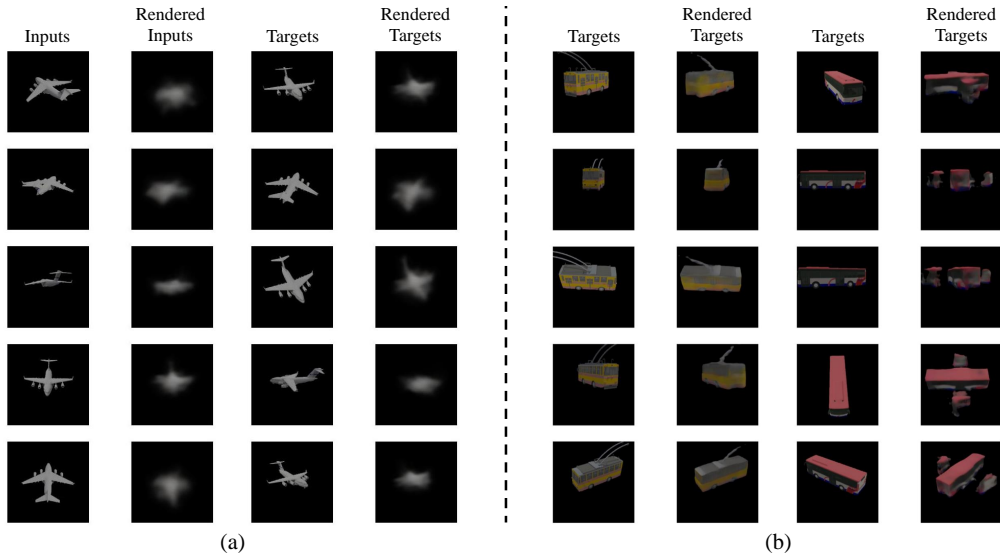 Inputs
Rendered
Inputs
Targets
Rendered
Targets
Targets
Rendered
Targets
Targets
Rendered
Targets
(a)
(b)